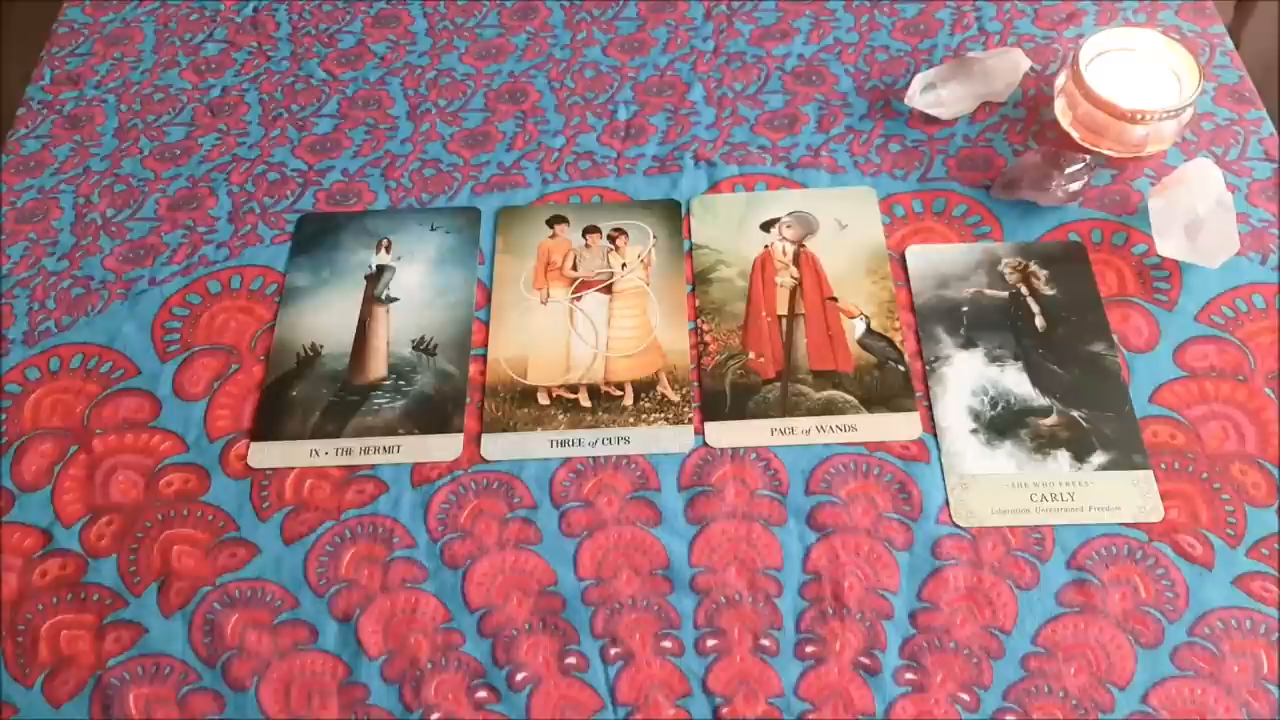 IX • THE HERMIT
THREE of CUPS
PAGE of WANDS
~SHE WHO FREES~
CARLY
Liberation. Unrestrained. Freedom